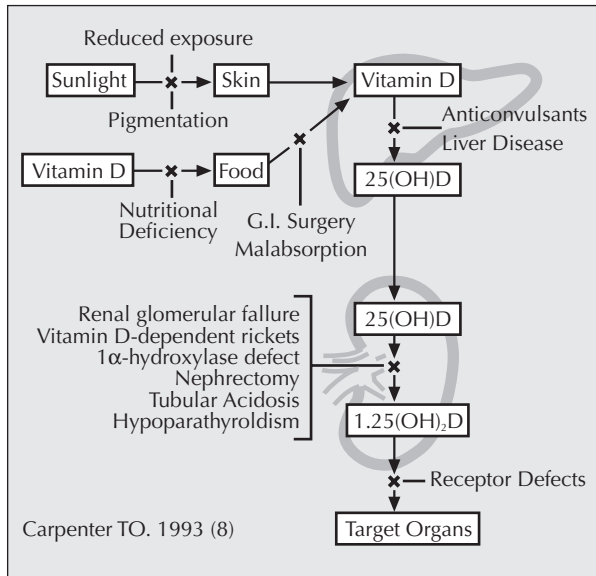 Reduced exposure
Sunlight
Skin
Vitamin D
Pigmentation
Anticonvulsants
Liver Disease
Vitamin D
Food
25(OH)D
Nutritional
Deficiency
G.I. Surgery
Malabsorption
Renal glomerular fallure
Vitamin D-dependent rickets
1α-hydroxylase defect
Nephrectomy
Tubular Acidosis
Hypoparathyroldism
25(OH)D
1.25(OH)₂D
Receptor Defects
Carpenter TO. 1993 (8)
Target Organs